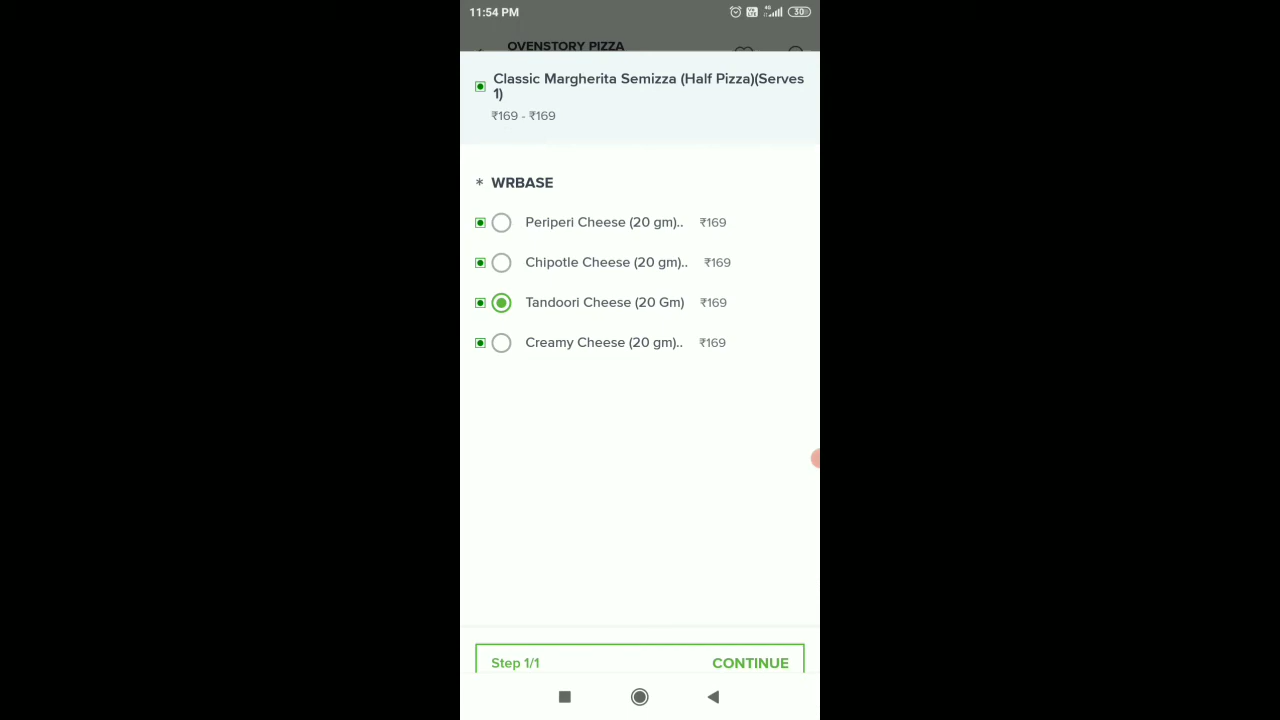 11:54 PM
4G
30
OVENSTORY PIZZA
Classic Margherita Semizza (Half Pizza)(Serves
1)
₹169 - ₹169
* WRBASE
Periperi Cheese (20 gm).. ₹169
Chipotle Cheese (20 gm).. ₹169
Tandoori Cheese (20 Gm) ₹169
Creamy Cheese (20 gm).. ₹169
Step 1/1 CONTINUE